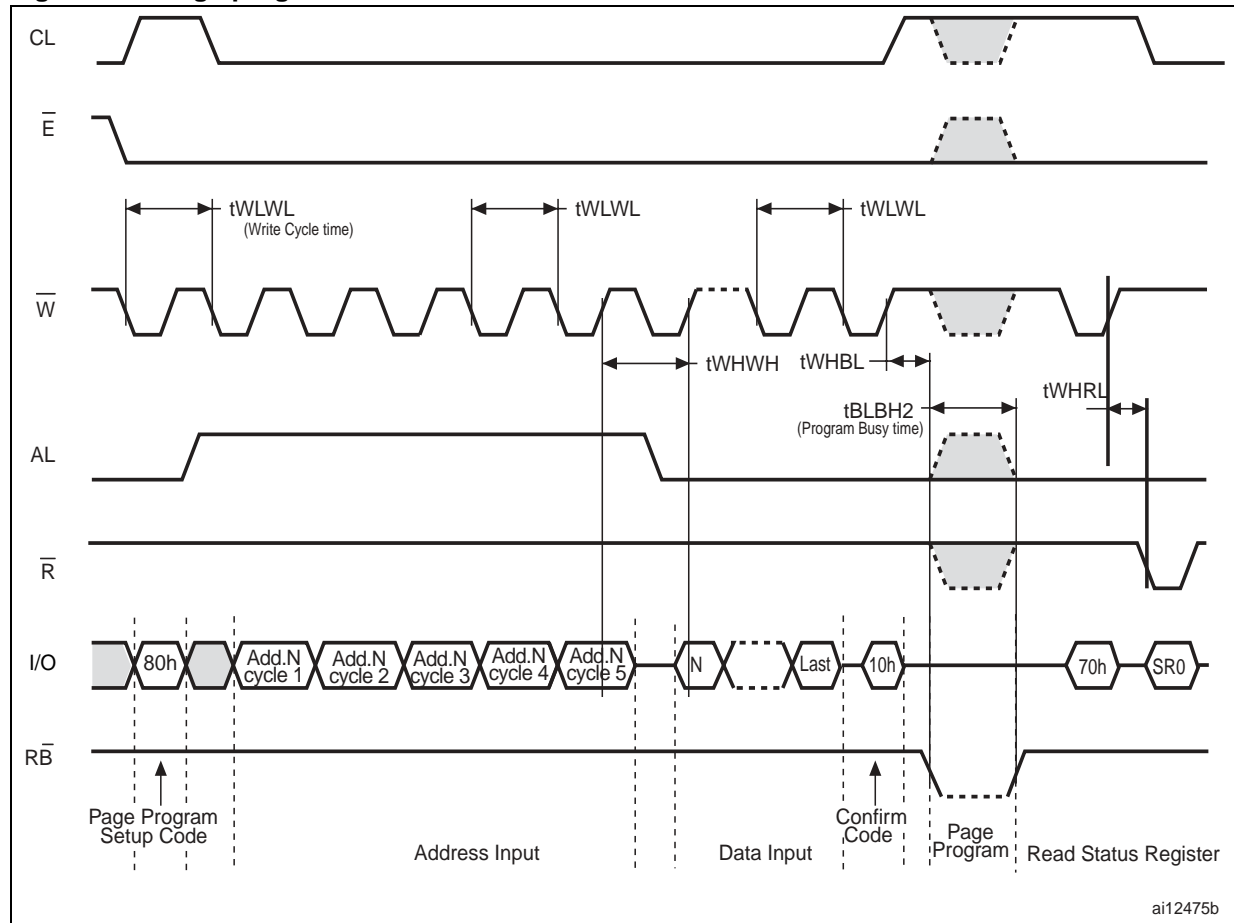 CL
E
tWLWL
(Write Cycle time)
tWLWL
tWLWL
W
tWHWH
tWHBL
tWHRL
tBLBH2
(Program Busy time)
AL
R
I/O
80h
Add.N
cycle 1
Add.N
cycle 2
Add.N
cycle 3
Add.N
cycle 4
Add.N
cycle 5
N
Last
10h
70h
SR0
RB
Page Program
Setup Code
Address Input
Data Input
Confirm
Code
Page
Program
Read Status Register
ai12475b